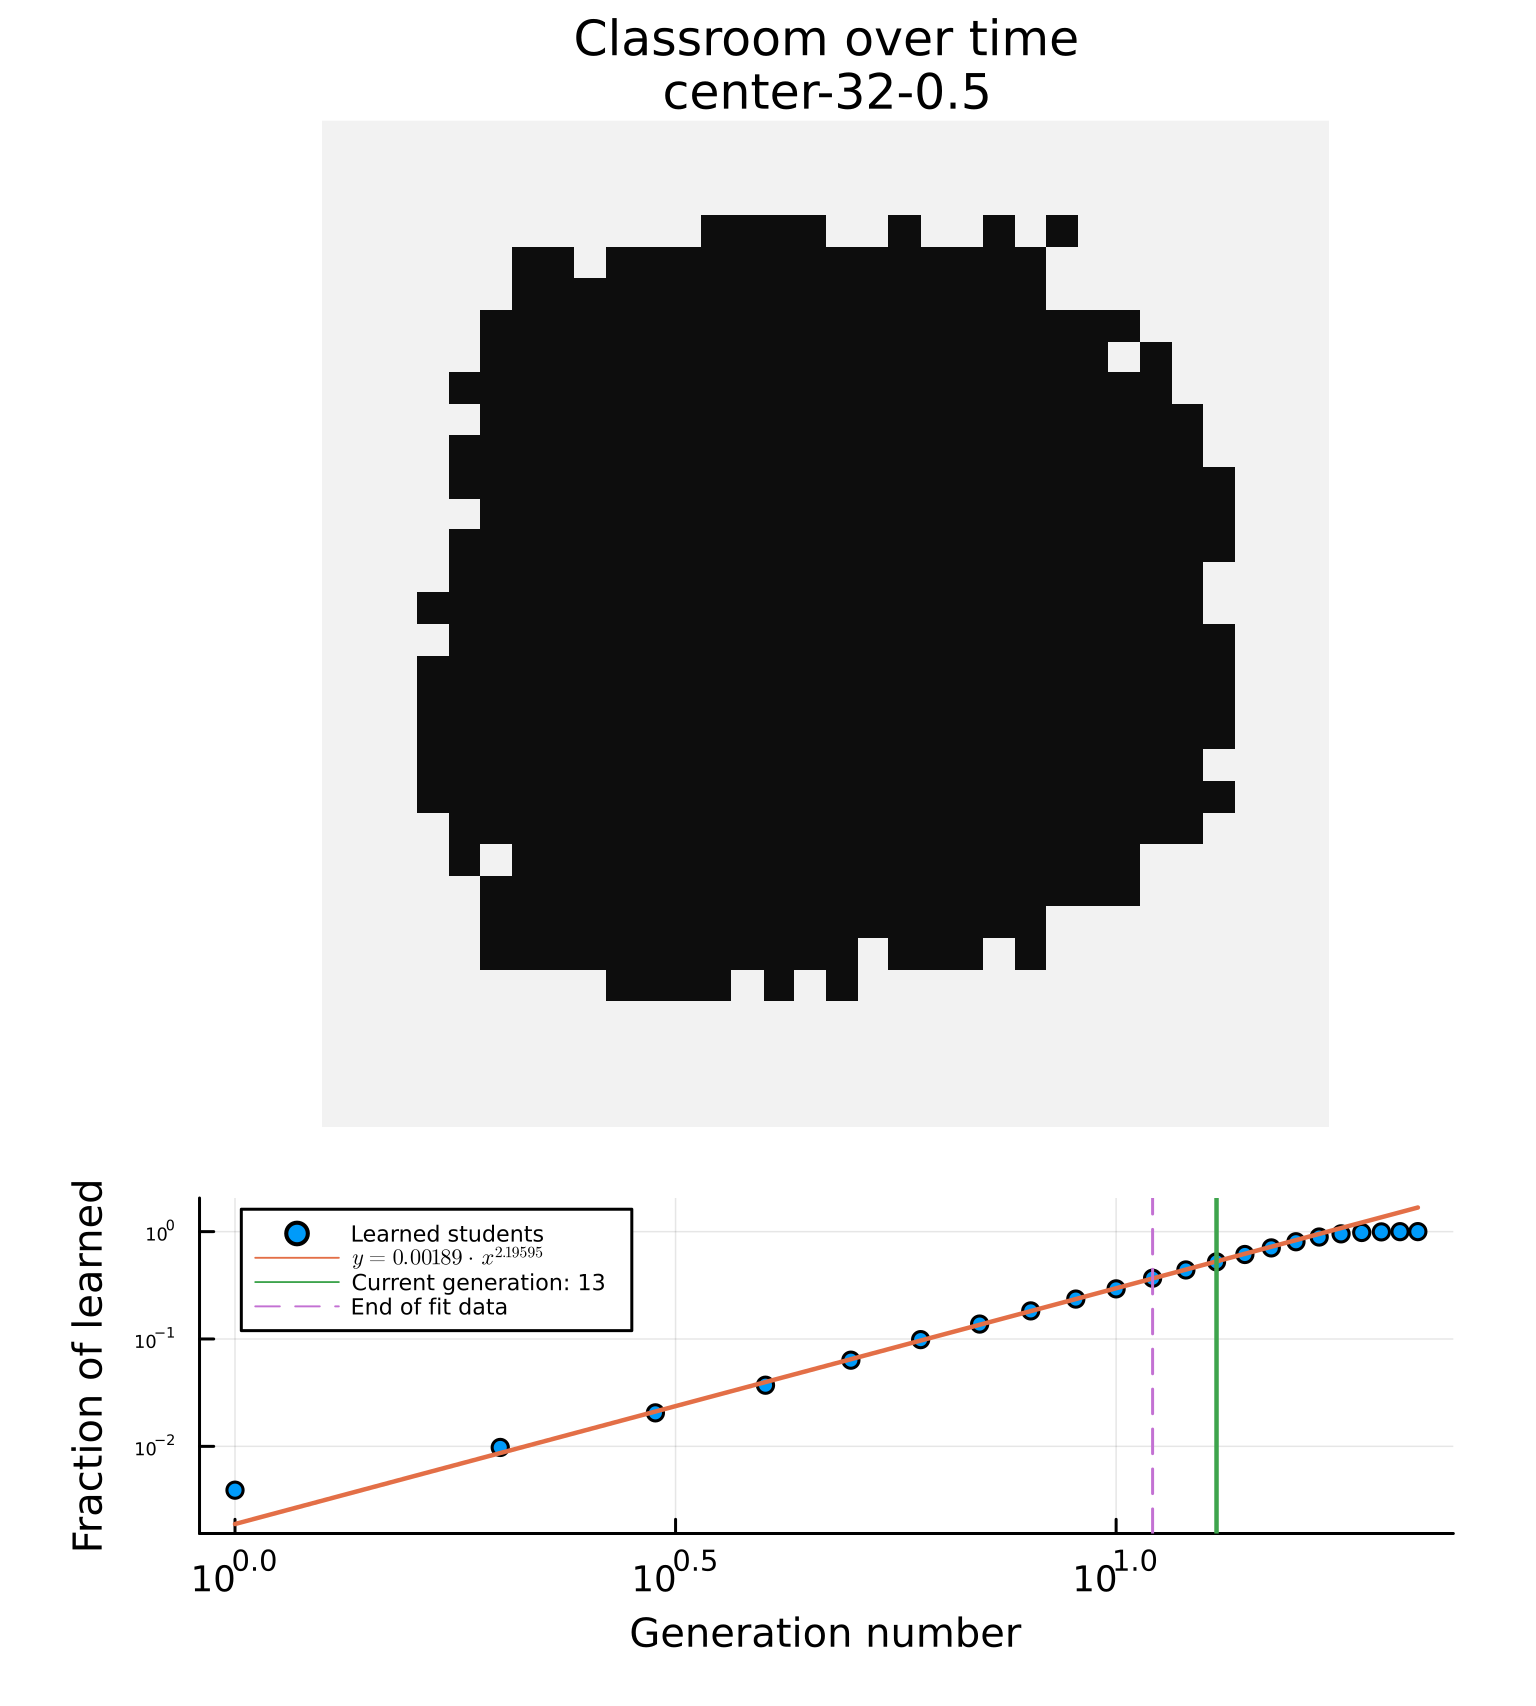 Classroom over time
center-32-0.5
Fraction of learned
10^0
10^-1
10^-2
Learned students
y = 0.00189 · x^2.19595
Current generation: 13
End of fit data
10^0.0 10^0.5 10^1.0
Generation number